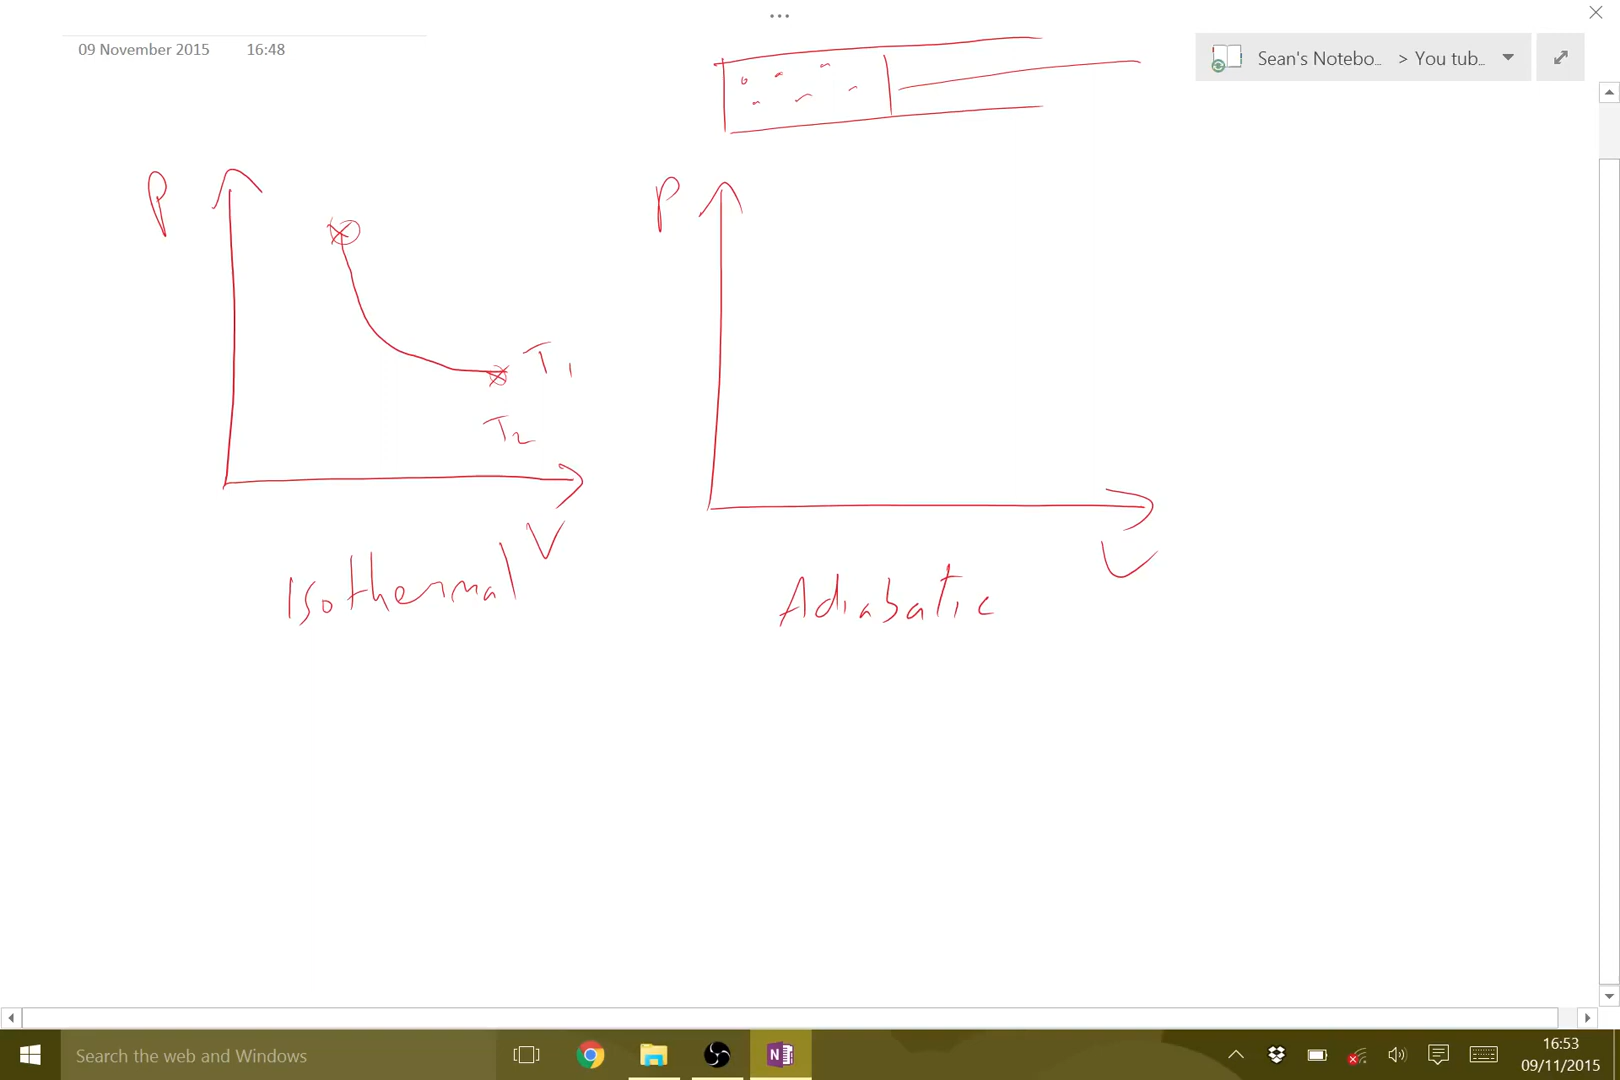 09 November 2015 16:48
Sean's Notebo... > You tub...
P
P
T1
T2
V
V
Isothermal
Adiabatic
Search the web and Windows
16:53
09/11/2015